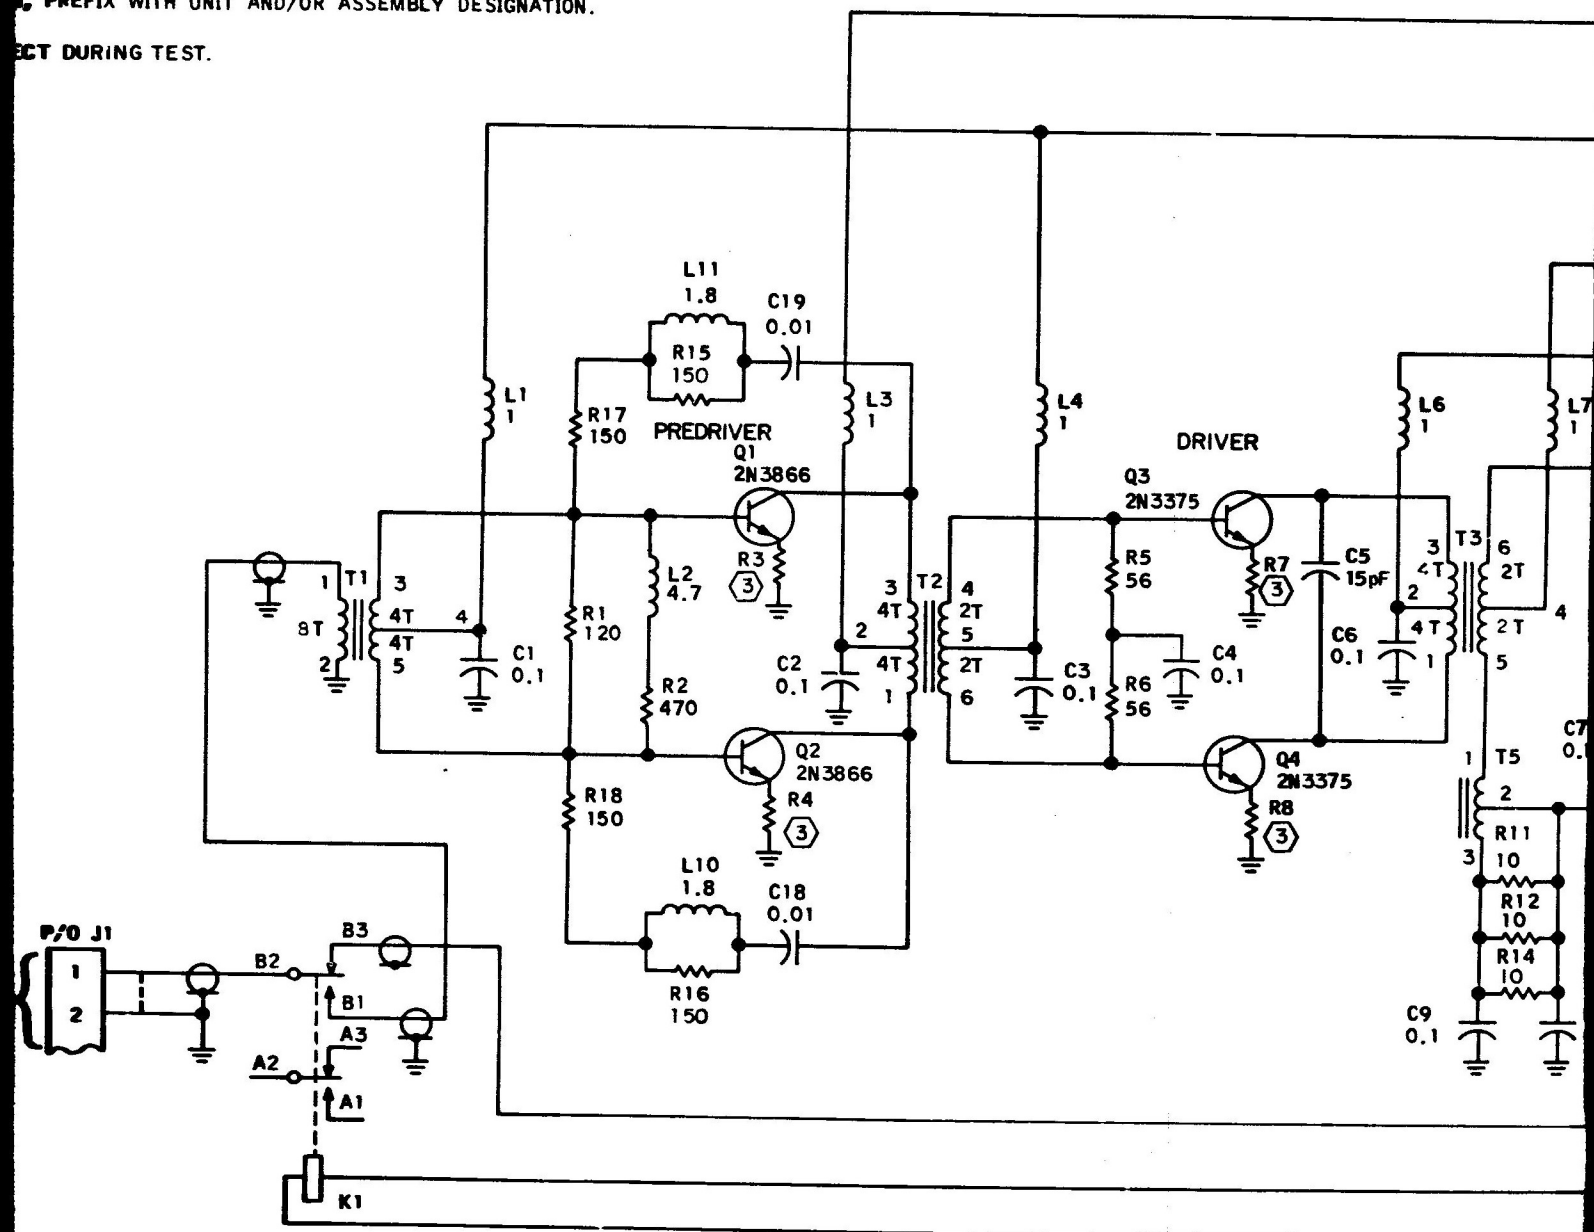 PREFIX WITH UNIT AND/OR ASSEMBLY DESIGNATION.
DURING TEST.
L11
1.8
C19
0.01
R15
150
L1
1
R17
150
PREDRIVER
Q1
2N3866
L3
1
L4
1
DRIVER
Q3
2N3375
L6
1
L7
1
1 T1 3
8T
4T
4T
2 5
4
C1
0.1
R1
120
L2
4.7
R2
470
R3
3
3 T2 4
4T 2T
2 5
4T 2T
1 6
C2
0.1
C3
0.1
R5
56
R6
56
C4
0.1
R7
3
C5
15pF
3 T3 6
4T 2T
2 4
4T 2T
1 5
C6
0.1
Q2
2N3866
R4
3
R18
150
Q4
2N3375
R8
3
C7
1 T5
2
3
R11
10
R12
10
R14
10
C9
0.1
L10
1.8
C18
0.01
R16
150
P/O J1
1
2
B3
B2
B1
A3
A2
A1
K1